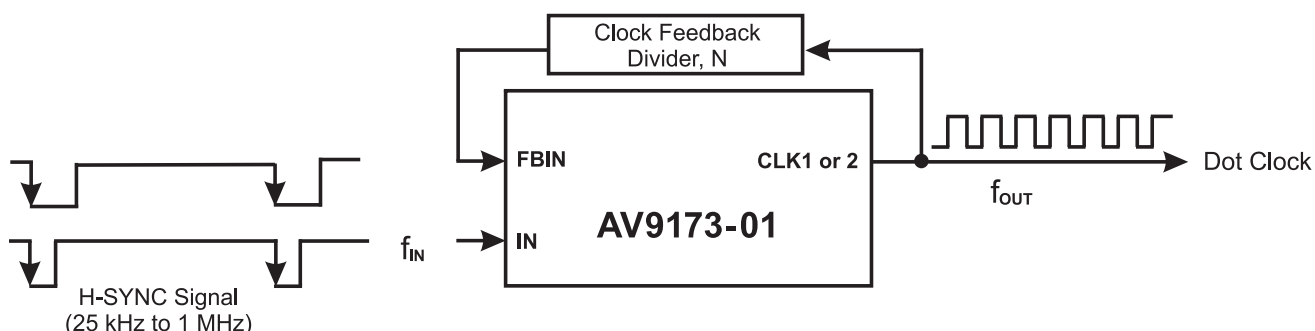 Clock Feedback
Divider, N
FBIN
CLK1 or 2
Dot Clock
fOUT
AV9173-01
fIN
IN
H-SYNC Signal
(25 kHz to 1 MHz)